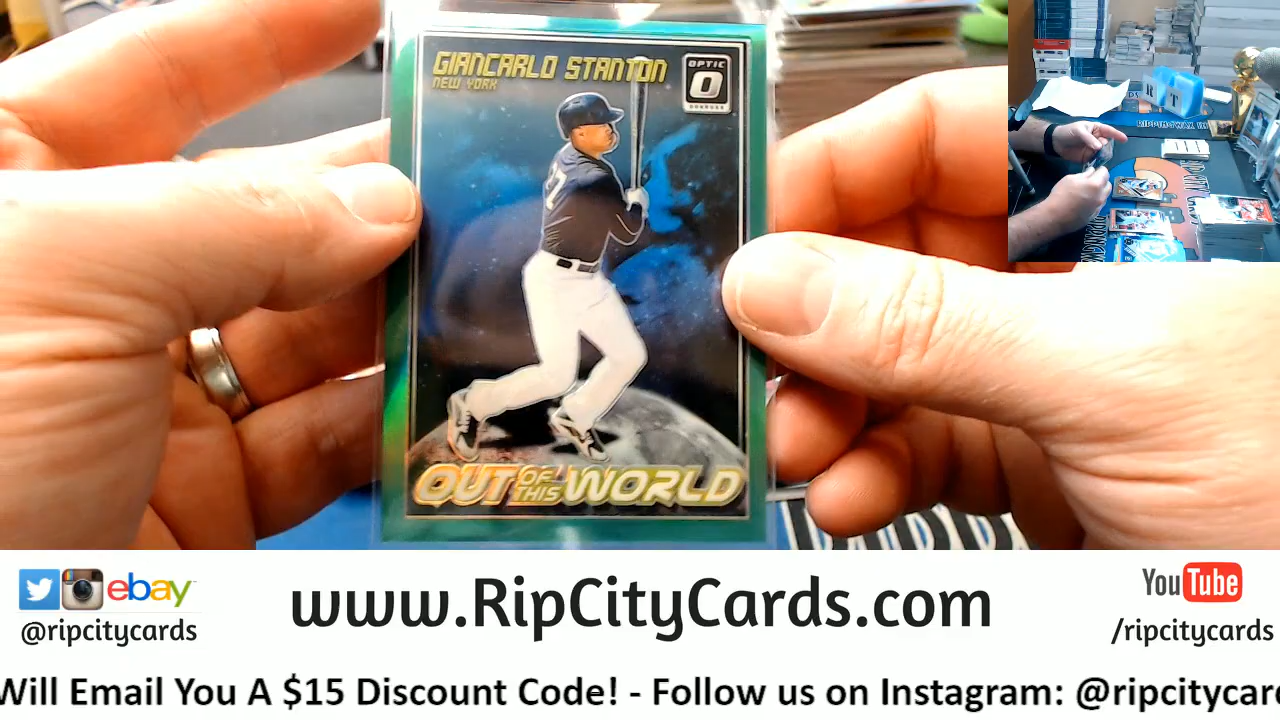 GIANCARLO STANTON
NEW YORK
OPTIC
O
DONRUSS
OUT OF THIS WORLD
R T
ebay
@ripcitycards
www.RipCityCards.com
YouTube
/ripcitycards
Will Email You A $15 Discount Code! - Follow us on Instagram: @ripcitycar